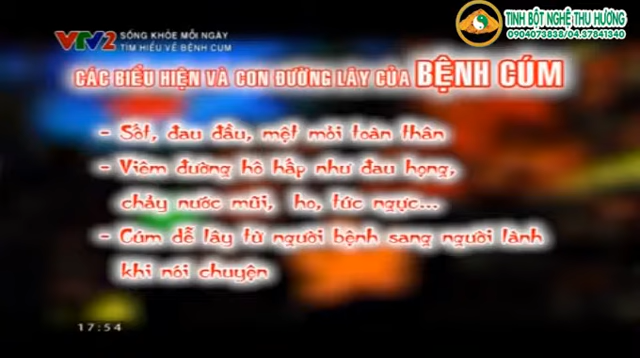 VTV2
SỐNG KHỎE MỖI NGÀY
TÌM HIỂU VỀ BỆNH CÚM
TINH BỘT NGHỆ THU HƯỜNG
0904073838/04.37841340
CÁC BIỂU HIỆN VÀ CON ĐƯỜNG LÂY CỦA BỆNH CÚM
- Sốt, đau đầu, mệt mỏi toàn thân
- Viêm đường hô hấp như đau họng,
chảy nước mũi, ho, tức ngực...
- Cúm dễ lây từ người bệnh sang người lành
khi nói chuyện
17:54